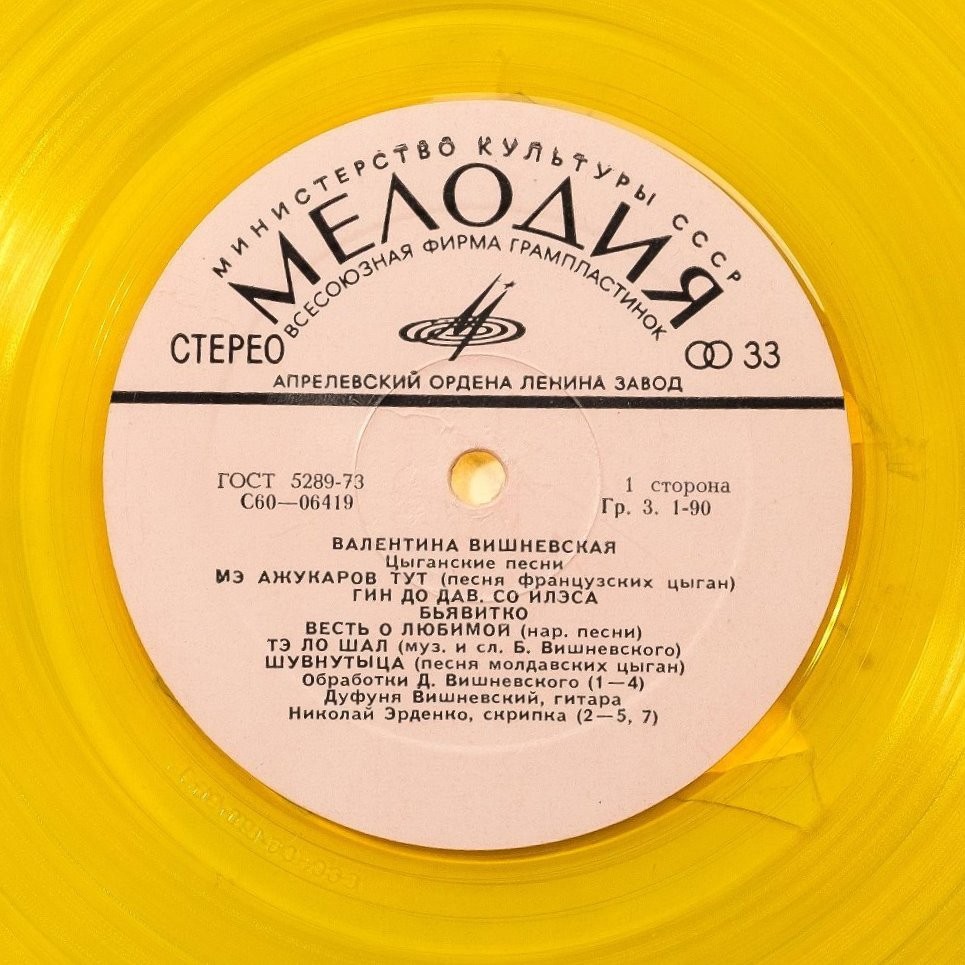 МИНИСТЕРСТВО КУЛЬТУРЫ СССР
МЕЛОДИЯ
ВСЕСОЮЗНАЯ ФИРМА ГРАМПЛАСТИНОК
СТЕРЕО
33
АПРЕЛЕВСКИЙ ОРДЕНА ЛЕНИНА ЗАВОД
ГОСТ 5289-73
С60—06419
1 сторона
Гр. 3. 1-90
ВАЛЕНТИНА ВИШНЕВСКАЯ
Цыганские песни
МЭ АЖУКАРОВ ТУТ (песня французских цыган)
ГИН ДО ДАВ. СО ИЛЭСА
БЬЯВИТКО
ВЕСТЬ О ЛЮБИМОЙ (нар. песни)
ТЭ ЛО ШАЛ (муз. и сл. Б. Вишневского)
ШУВНУТЫЦА (песня молдавских цыган)
Обработки Д. Вишневского (1—4)
Дуфуня Вишневский, гитара
Николай Эрденко, скрипка (2—5, 7)